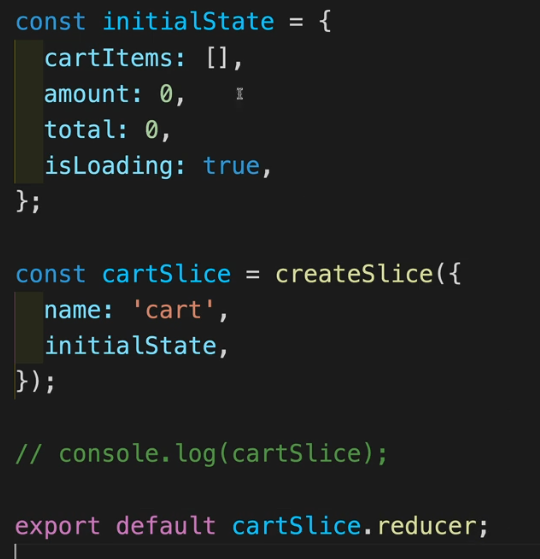 const initialState = {
  cartItems: [],
  amount: 0,
  total: 0,
  isLoading: true,
};
const cartSlice = createSlice({
  name: 'cart',
  initialState,
});
// console.log(cartSlice);
export default cartSlice.reducer;